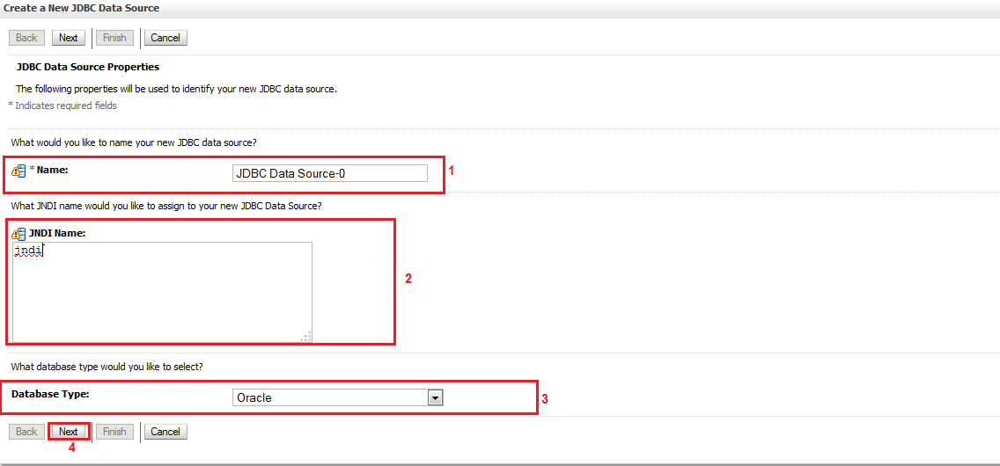 Create a New JDBC Data Source
Back Next Finish Cancel
JDBC Data Source Properties
The following properties will be used to identify your new JDBC data source.
* Indicates required fields
What would you like to name your new JDBC data source?
* Name: JDBC Data Source-0 1
What JNDI name would you like to assign to your new JDBC Data Source?
JNDI Name:
jndi
2
What database type would you like to select?
Database Type: Oracle 3
Back Next Finish Cancel
4